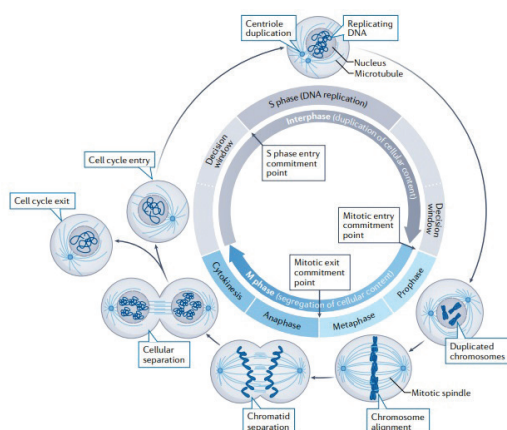 Centriole
duplication
Replicating
DNA
Nucleus
Microtubule
S phase (DNA replication)
Interphase (duplication of cellular content)
Decision
window
S phase entry
commitment
point
Cell cycle entry
Cell cycle exit
Decision
window
Mitotic entry
commitment
point
Mitotic exit
commitment
point
M phase (segregation of cellular content)
Cytokinesis
Anaphase
Metaphase
Prophase
Duplicated
chromosomes
Cellular
separation
Mitotic spindle
Chromatid
separation
Chromosome
alignment